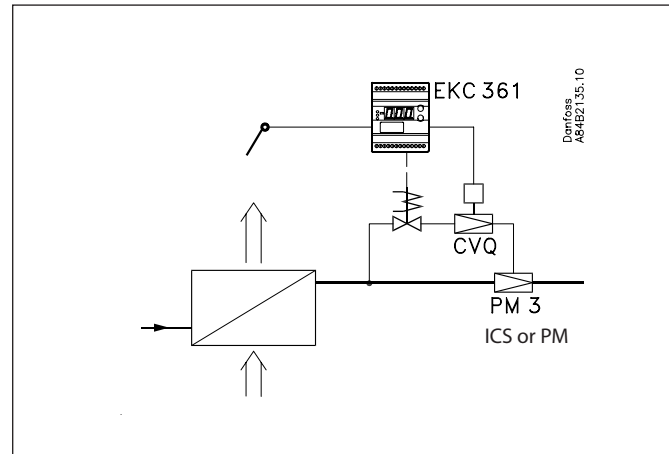 EKC 361
Danfoss
A84B2135.10
CVQ
PM 3
ICS or PM